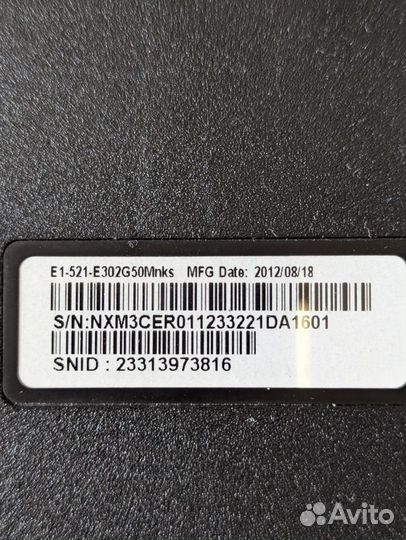 E1-521-E302G50Mnks MFG Date: 2012/08/18
S/N:NXM3CER011233221DA1601
SNID : 23313973816
Avito